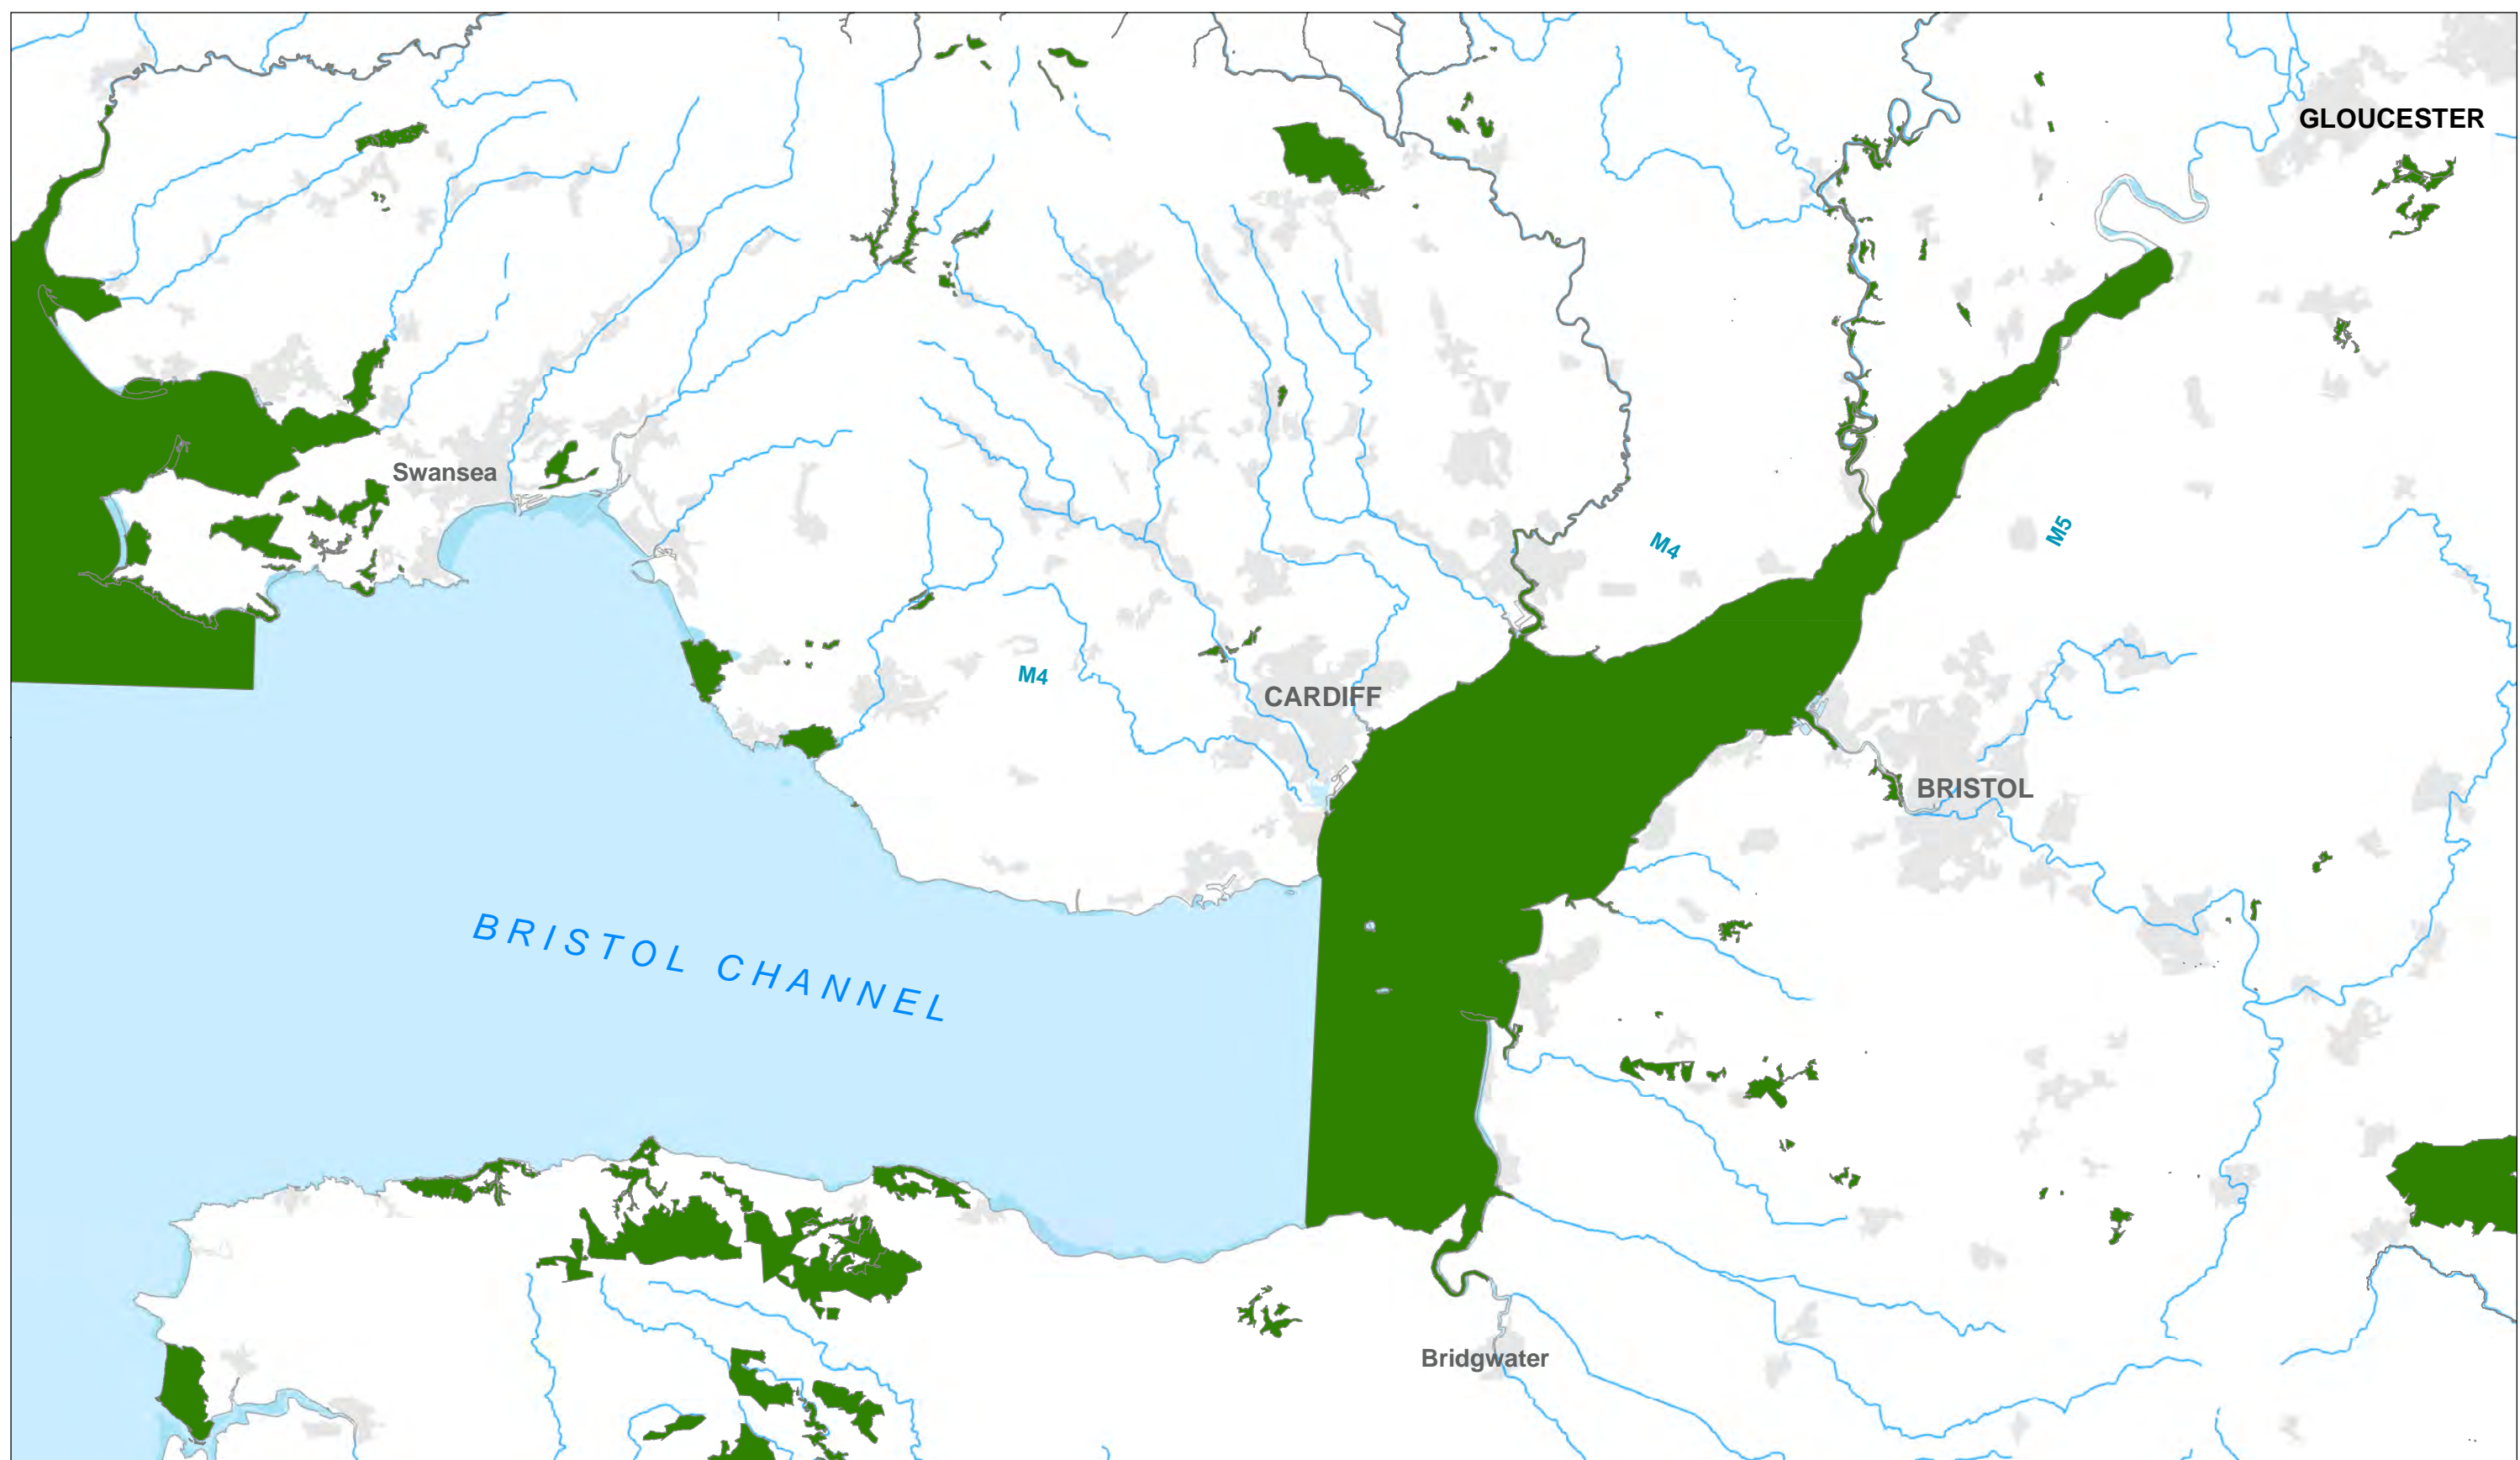 GLOUCESTER
Swansea
M5
M4
M4
CARDIFF
BRISTOL
BRISTOL CHANNEL
Bridgwater